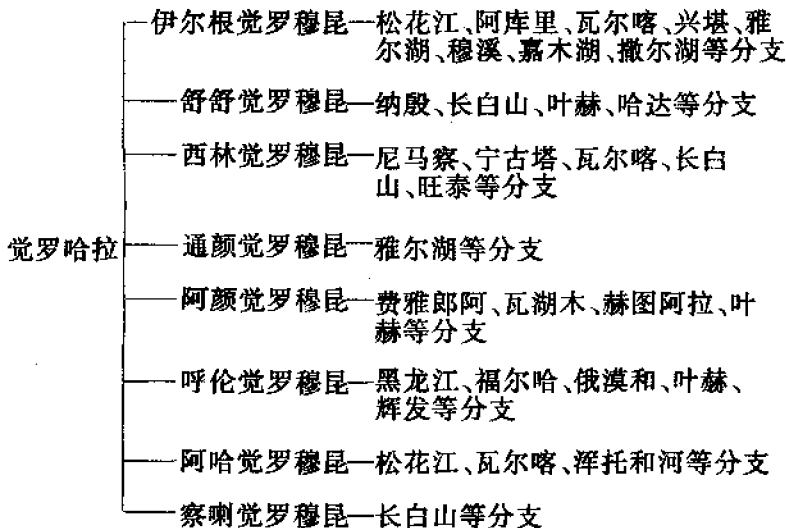 伊尔根觉罗穆昆—松花江、阿库里、瓦尔喀、兴堪、雅
尔湖、穆溪、嘉木湖、撒尔湖等分支
舒舒觉罗穆昆—纳殷、长白山、叶赫、哈达等分支
西林觉罗穆昆—尼马察、宁古塔、瓦尔喀、长白
山、旺泰等分支
觉罗哈拉
通颜觉罗穆昆—雅尔湖等分支
阿颜觉罗穆昆—费雅郎阿、瓦湖木、赫图阿拉、叶
赫等分支
呼伦觉罗穆昆—黑龙江、福尔哈、俄漠和、叶赫、
辉发等分支
阿哈觉罗穆昆—松花江、瓦尔喀、浑托和河等分支
察喇觉罗穆昆—长白山等分支